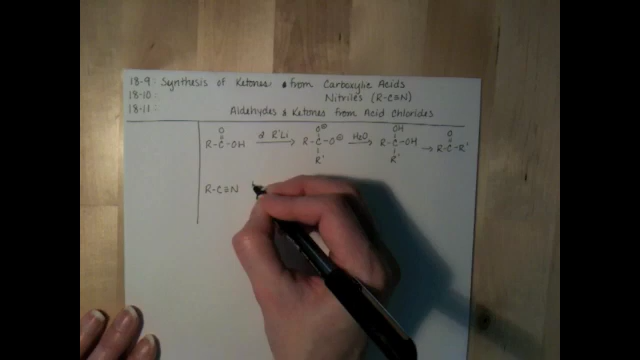 18-9: Synthesis of Ketones from Carboxylic Acids
18-10: Nitriles (R-C≡N)
18-11: Aldehydes & Ketones from Acid Chlorides
O O⊖ OH O
R-C-OH 2 R'Li R-C-O⊖ H₂O R-C-OH → R-C-R'
R' R'
R-C≡N